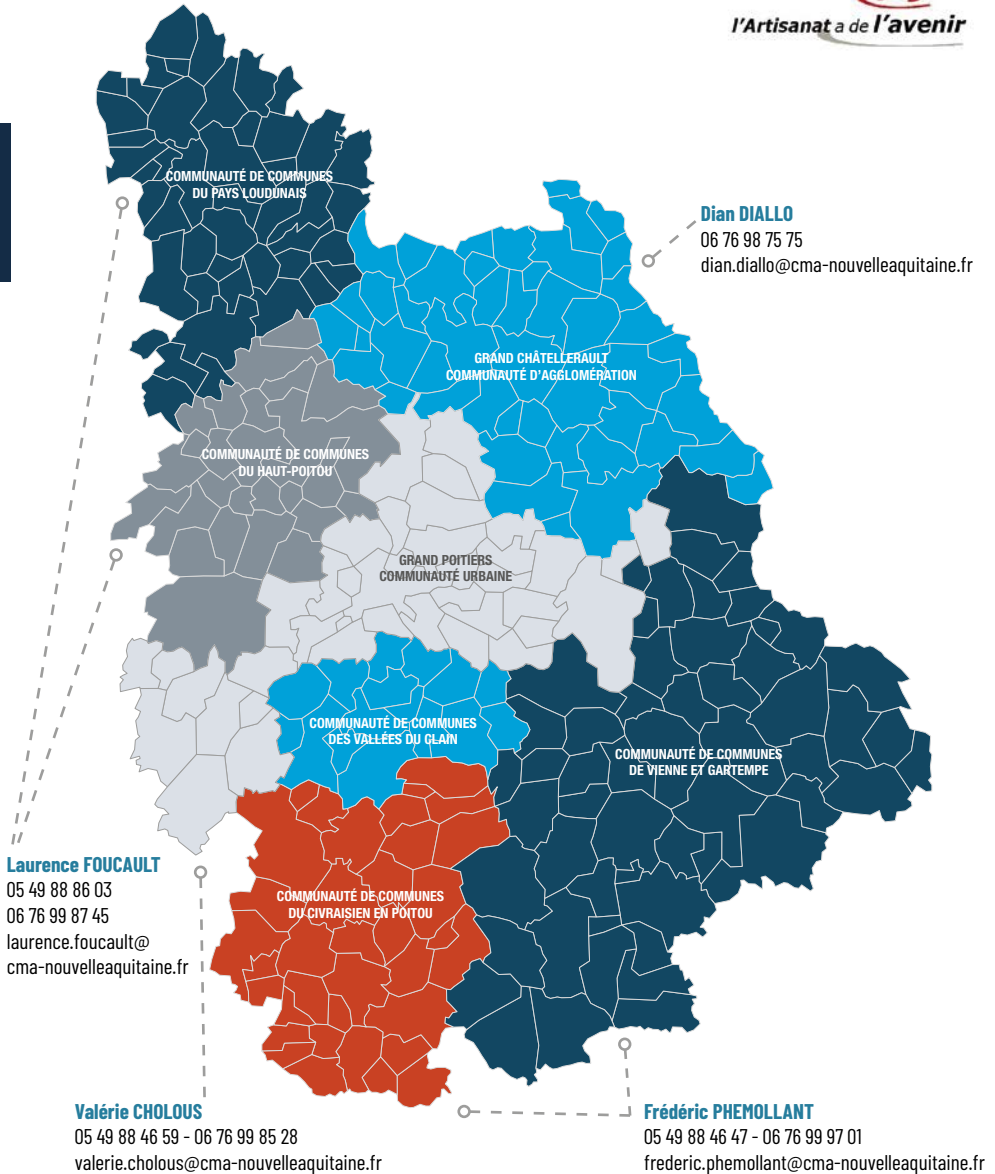 l'Artisanat a de l'avenir
COMMUNAUTÉ DE COMMUNES
DU PAYS LOUDUNAIS
Dian DIALLO
06 76 98 75 75
dian.diallo@cma-nouvelleaquitaine.fr
GRAND CHÂTELLERAULT
COMMUNAUTÉ D'AGGLOMÉRATION
COMMUNAUTÉ DE COMMUNES
DU HAUT-POITOU
GRAND POITIERS
COMMUNAUTÉ URBAINE
COMMUNAUTÉ DE COMMUNES
DES VALLÉES DU CLAIN
COMMUNAUTÉ DE COMMUNES
DE VIENNE ET GARTEMPE
Laurence FOUCAULT
05 49 88 86 03
06 76 99 87 45
laurence.foucault@
cma-nouvelleaquitaine.fr
COMMUNAUTÉ DE COMMUNES
DU CIVRAISIEN EN POITOU
Valérie CHOLOUS
05 49 88 46 59 - 06 76 99 85 28
valerie.cholous@cma-nouvelleaquitaine.fr
Frédéric PHEMOLLANT
05 49 88 46 47 - 06 76 99 97 01
frederic.phemollant@cma-nouvelleaquitaine.fr